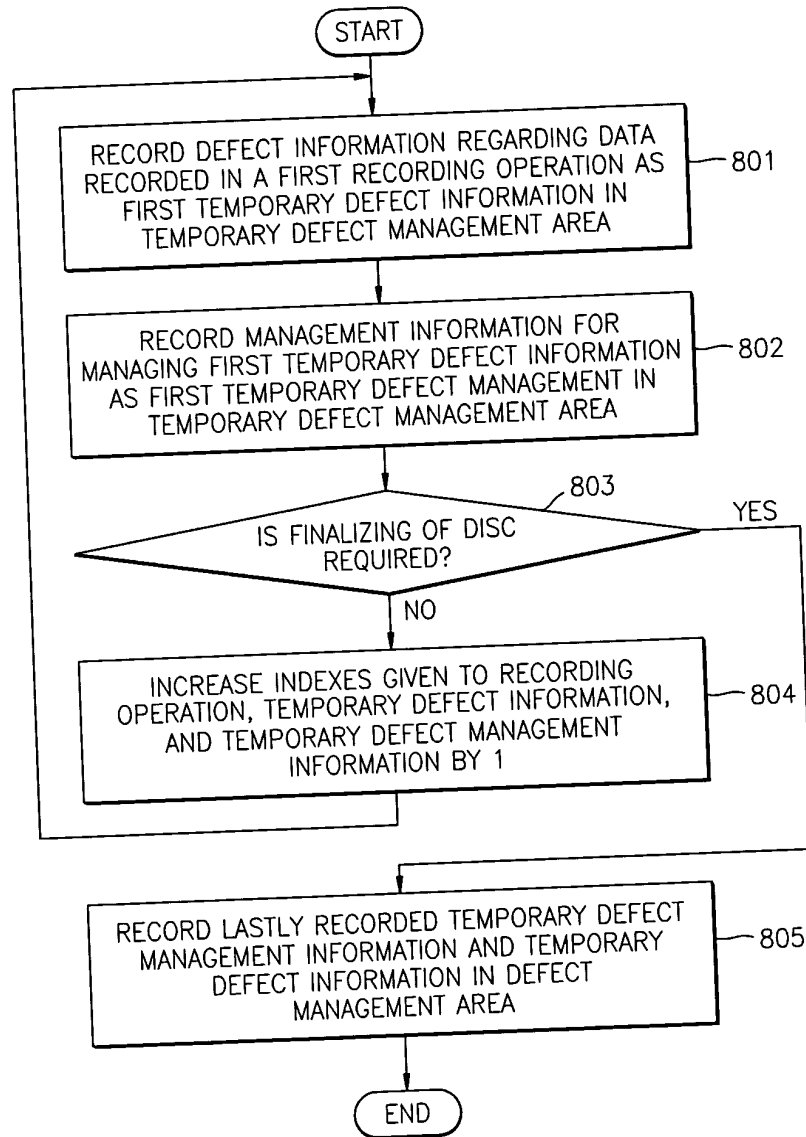 START
RECORD DEFECT INFORMATION REGARDING DATA
RECORDED IN A FIRST RECORDING OPERATION AS
FIRST TEMPORARY DEFECT INFORMATION IN
TEMPORARY DEFECT MANAGEMENT AREA
801
RECORD MANAGEMENT INFORMATION FOR
MANAGING FIRST TEMPORARY DEFECT INFORMATION
AS FIRST TEMPORARY DEFECT MANAGEMENT IN
TEMPORARY DEFECT MANAGEMENT AREA
802
803
IS FINALIZING OF DISC
REQUIRED?
YES
NO
INCREASE INDEXES GIVEN TO RECORDING
OPERATION, TEMPORARY DEFECT INFORMATION,
AND TEMPORARY DEFECT MANAGEMENT
INFORMATION BY 1
804
RECORD LASTLY RECORDED TEMPORARY DEFECT
MANAGEMENT INFORMATION AND TEMPORARY
DEFECT INFORMATION IN DEFECT
MANAGEMENT AREA
805
END